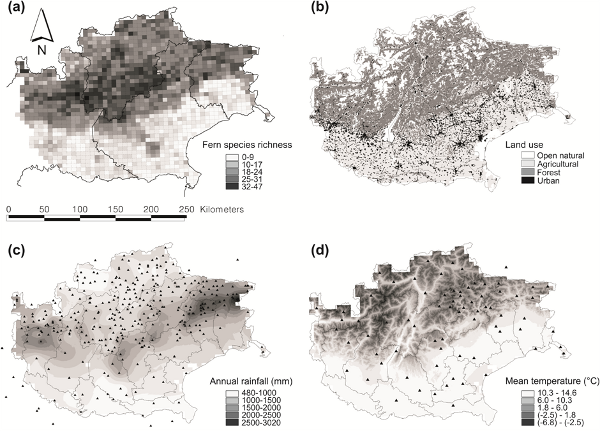 (a)
N
Fern species richness
0-9
10-17
18-24
25-31
32-47
0 50 100 150 200 250 Kilometers
(b)
Land use
Open natural
Agricultural
Forest
Urban
(c)
Annual rainfall (mm)
480-1000
1000-1500
1500-2000
2000-2500
2500-3020
(d)
Mean temperature (°C)
10.3 - 14.6
6.0 - 10.3
1.8 - 6.0
(-2.5) - 1.8
(-6.8) - (-2.5)